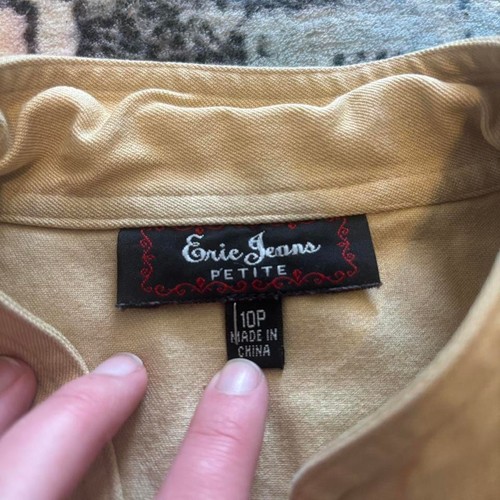 Eric Jeans
PETITE
10P
MADE IN
CHINA